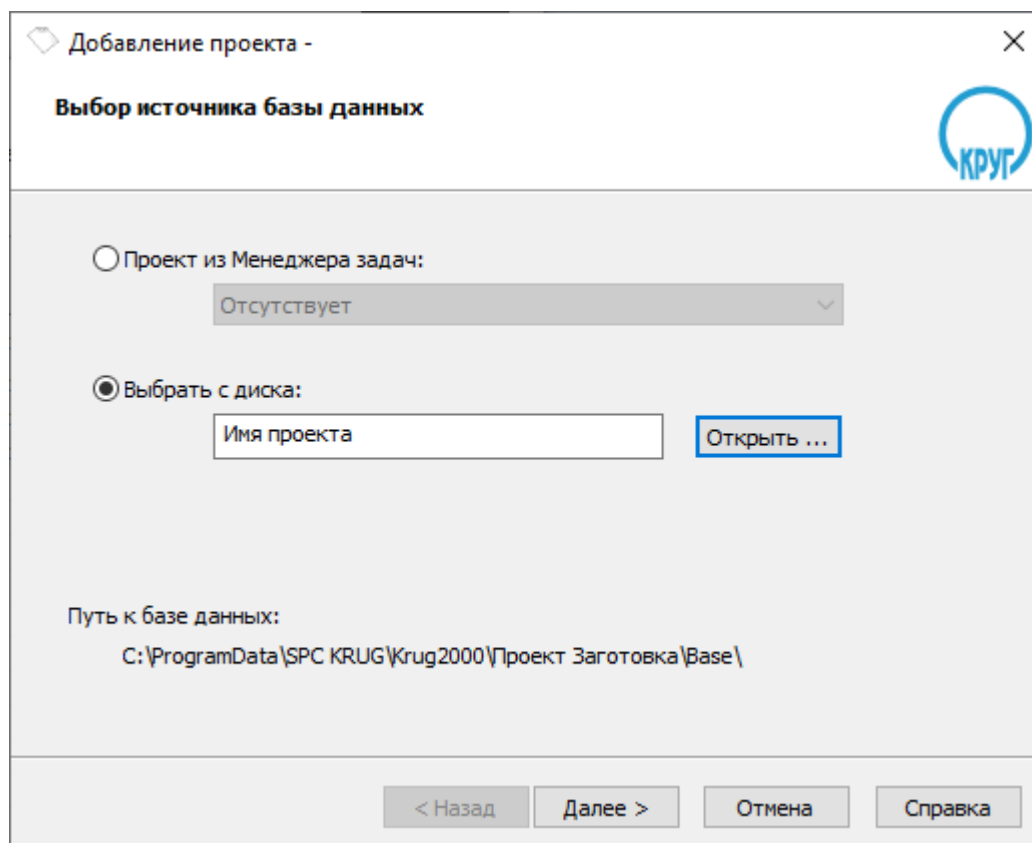 Добавление проекта -
Выбор источника базы данных
КРУГ
Проект из Менеджера задач:
Отсутствует
Выбрать с диска:
Имя проекта
Открыть ...
Путь к базе данных:
C:\ProgramData\SPC KRUG\Krug2000\Проект Заготовка\Base\
< Назад Далее > Отмена Справка